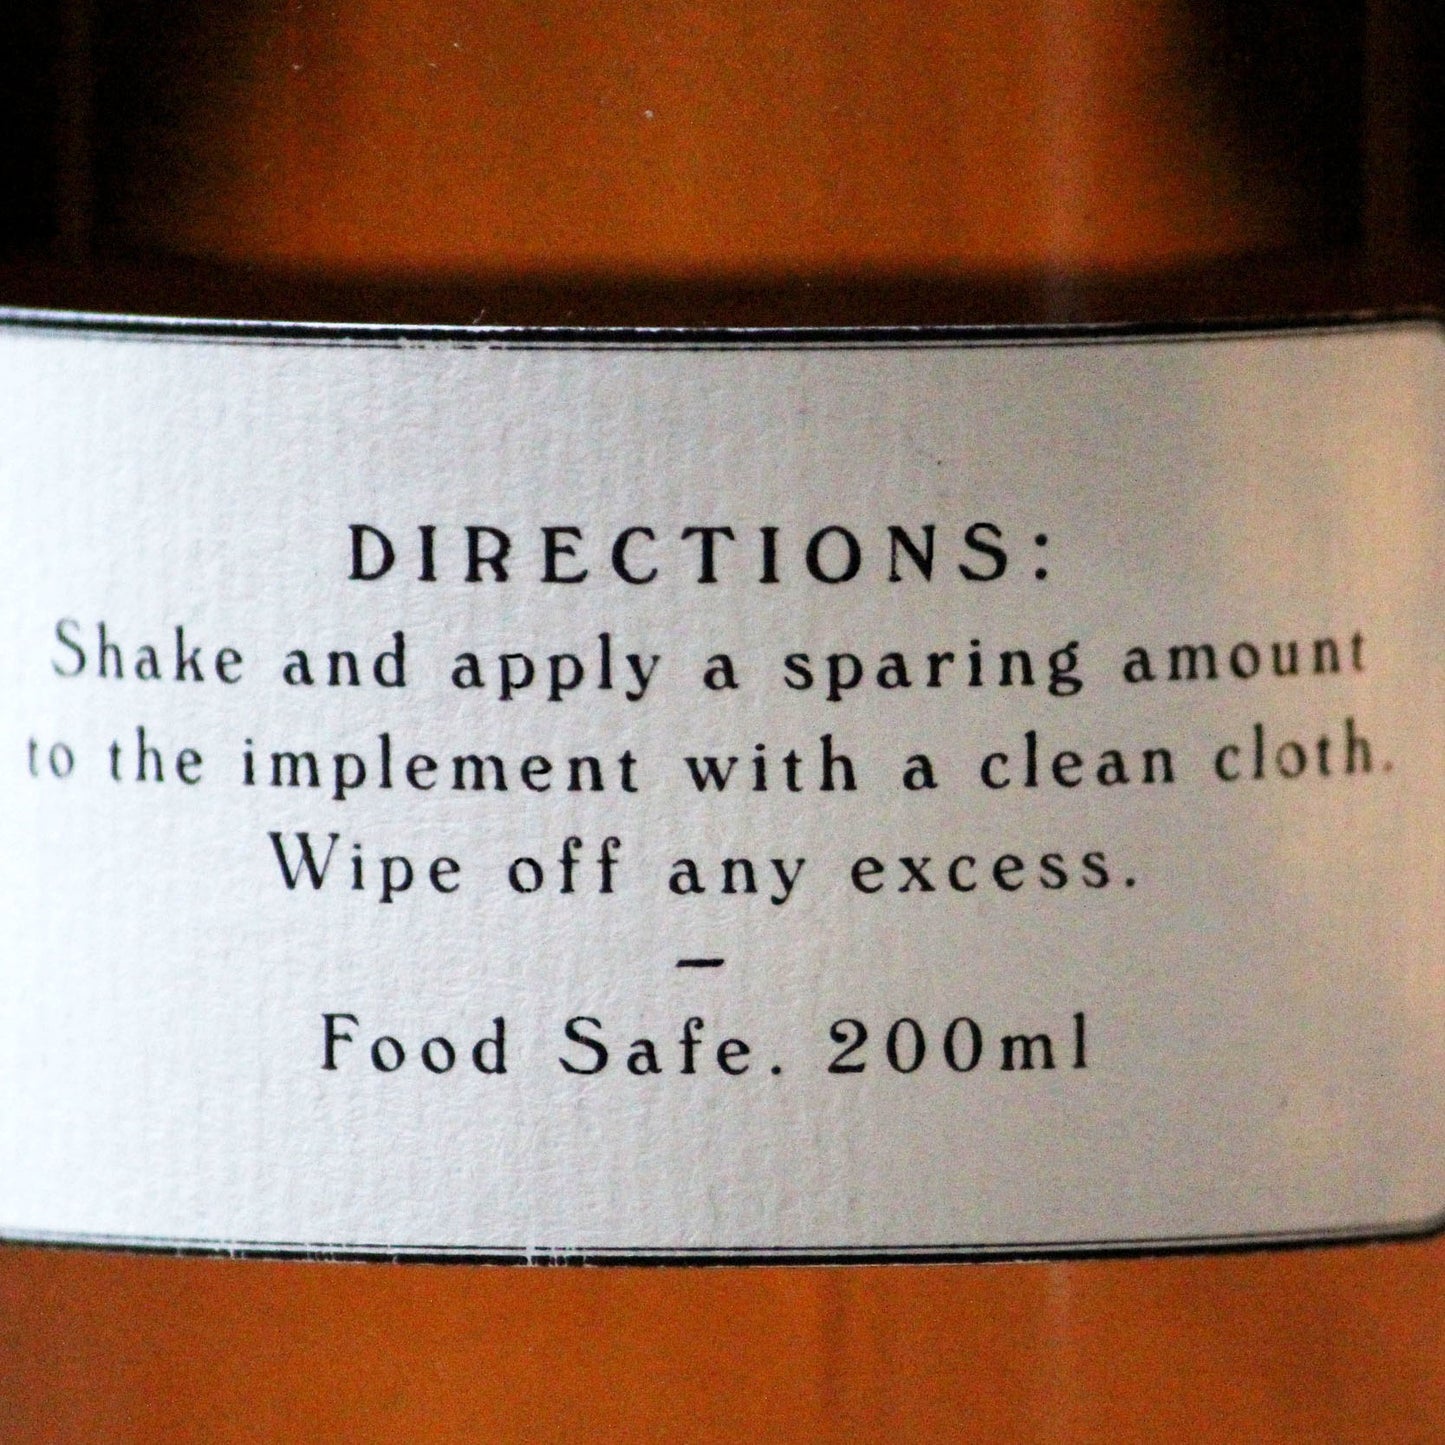 DIRECTIONS:
Shake and apply a sparing amount
to the implement with a clean cloth.
Wipe off any excess.
–
Food Safe. 200ml